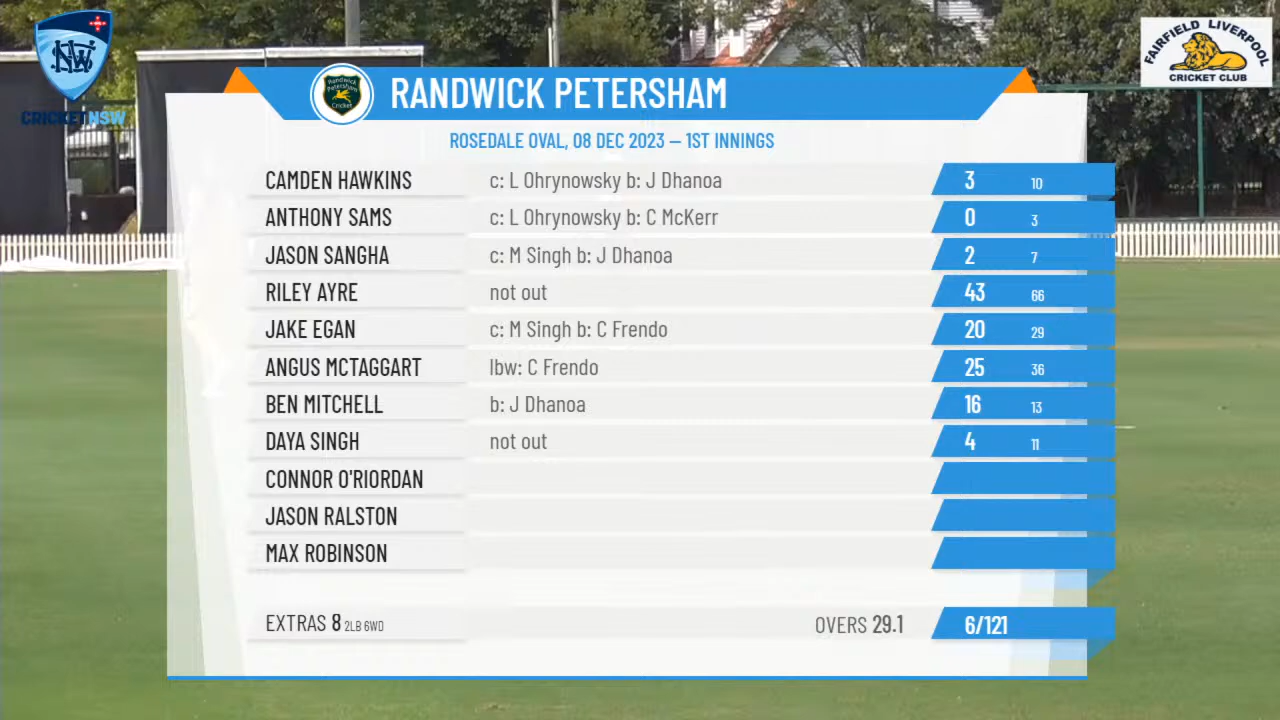 CRICKET NSW
FAIRFIELD LIVERPOOL
CRICKET CLUB
Randwick
Petersham
Cricket
RANDWICK PETERSHAM
ROSEDALE OVAL, 08 DEC 2023 – 1ST INNINGS
CAMDEN HAWKINS c: L Ohrynowsky b: J Dhanoa 3 10
ANTHONY SAMS c: L Ohrynowsky b: C McKerr 0 3
JASON SANGHA c: M Singh b: J Dhanoa 2 7
RILEY AYRE not out 43 66
JAKE EGAN c: M Singh b: C Frendo 20 29
ANGUS MCTAGGART lbw: C Frendo 25 36
BEN MITCHELL b: J Dhanoa 16 13
DAYA SINGH not out 4 11
CONNOR O'RIORDAN
JASON RALSTON
MAX ROBINSON
EXTRAS 8 2LB 6WD OVERS 29.1 6/121